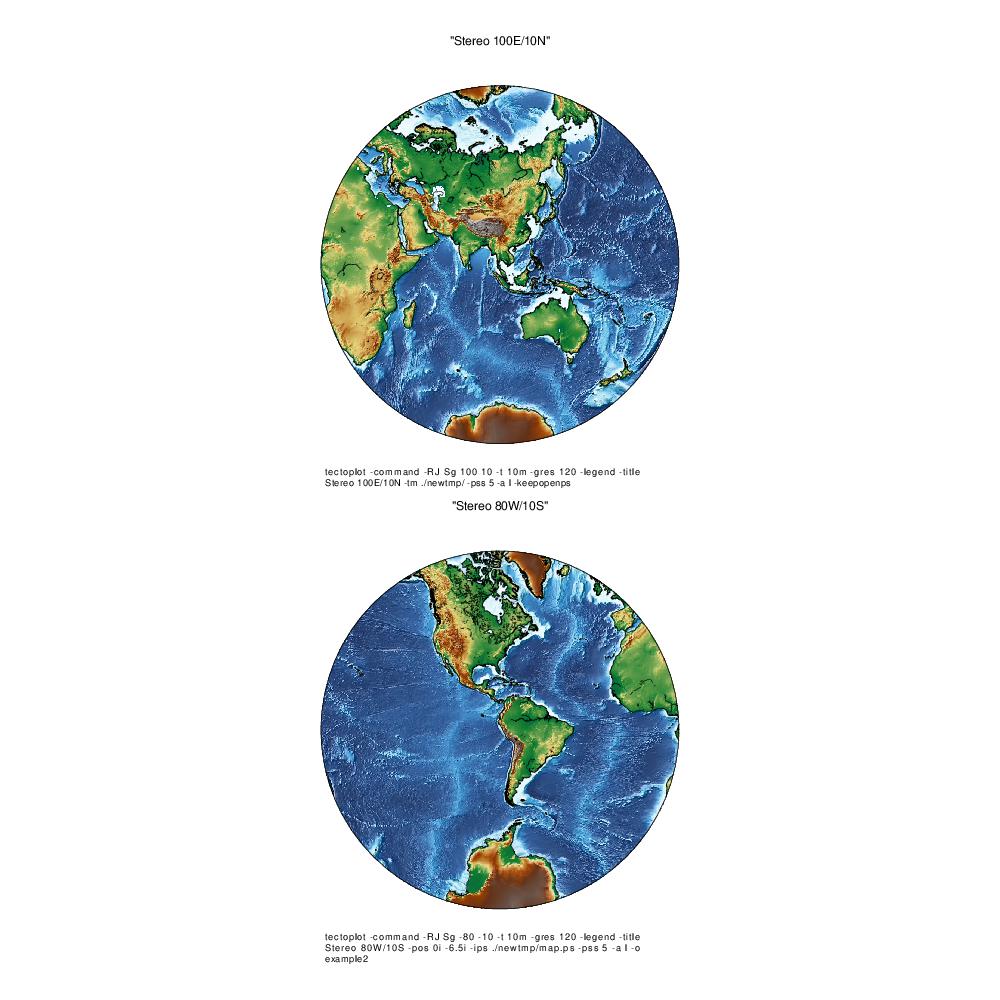 "Stereo 100E/10N"
tectoplot -command -RJ Sg 100 10 -t 10m -gres 120 -legend -title
Stereo 100E/10N -tm ./newtmp/ -pss 5 -a l -keepopenps
"Stereo 80W/10S"
tectoplot -command -RJ Sg -80 -10 -t 10m -gres 120 -legend -title
Stereo 80W/10S -pos 0i -6.5i -ips ./newtmp/map.ps -pss 5 -a l -o
example2